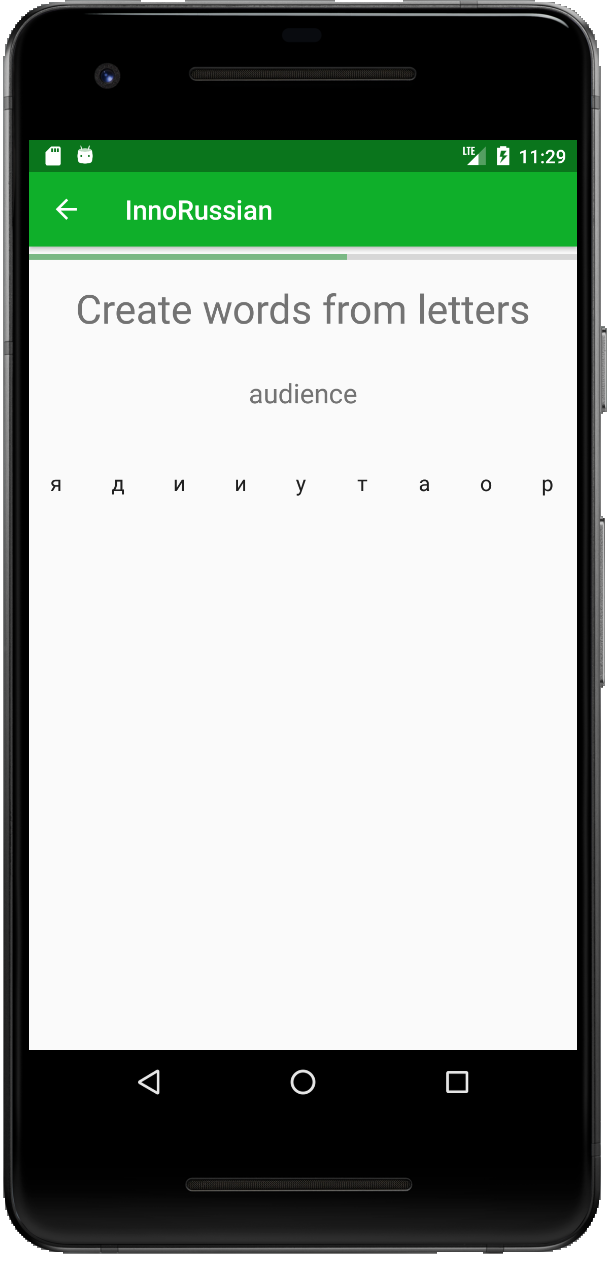 LTE 11:29
InnoRussian
Create words from letters
audience
я д и и у т а о р